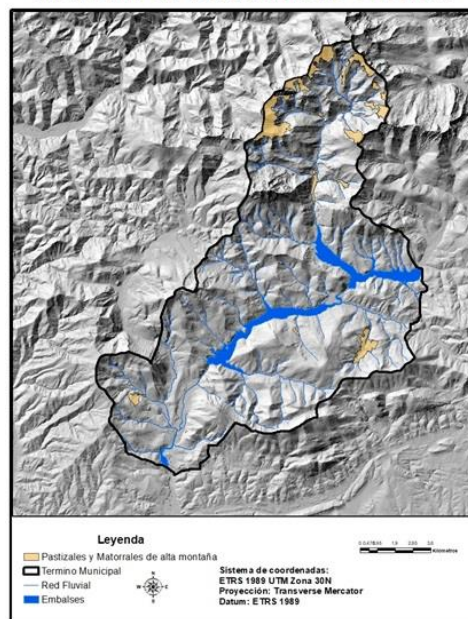 Leyenda
Pastizales y Matorrales de alta montaña
Termino Municipal
Red Fluvial
Embalses
N
W
E
S
Sistema de coordenadas:
ETRS 1989 UTM Zona 30N
Proyección: Transverse Mercator
Datum: ETRS 1989
Kilometros